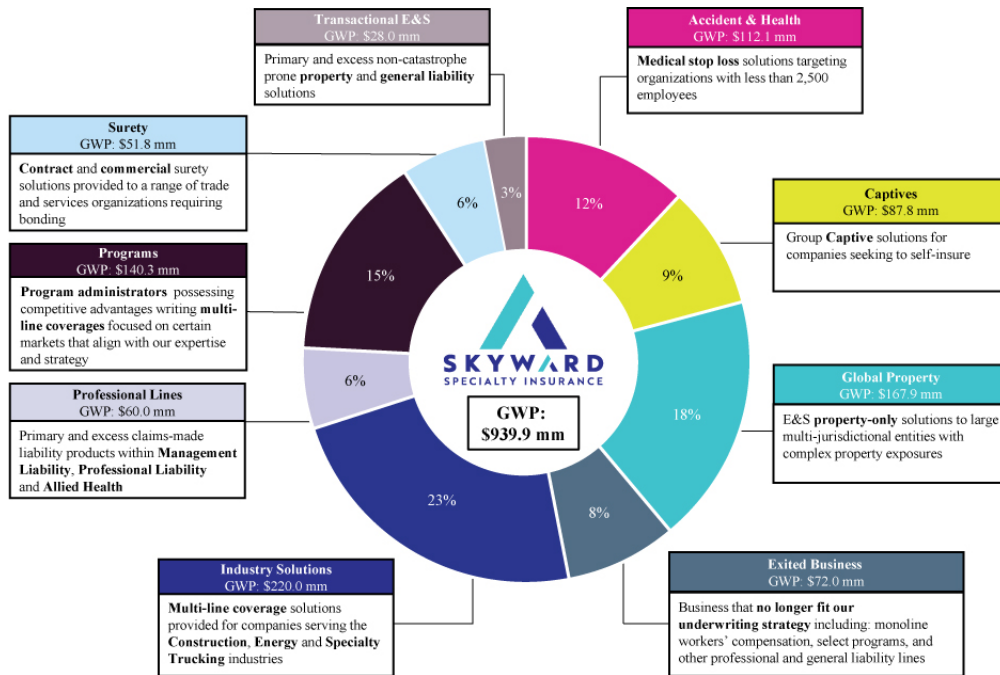 Transactional E&S
GWP: $28.0 mm
Primary and excess non-catastrophe
prone property and general liability
solutions
Accident & Health
GWP: $112.1 mm
Medical stop loss solutions targeting
organizations with less than 2,500
employees
Surety
GWP: $51.8 mm
Contract and commercial surety
solutions provided to a range of trade
and services organizations requiring
bonding
Captives
GWP: $87.8 mm
Group Captive solutions for
companies seeking to self-insure
Programs
GWP: $140.3 mm
Program administrators possessing
competitive advantages writing multi-
line coverages focused on certain
markets that align with our expertise
and strategy
Global Property
GWP: $167.9 mm
E&S property-only solutions to large
multi-jurisdictional entities with
complex property exposures
Professional Lines
GWP: $60.0 mm
Primary and excess claims-made
liability products within Management
Liability, Professional Liability
and Allied Health
Industry Solutions
GWP: $220.0 mm
Multi-line coverage solutions
provided for companies serving the
Construction, Energy and Specialty
Trucking industries
Exited Business
GWP: $72.0 mm
Business that no longer fit our
underwriting strategy including: monoline
workers' compensation, select programs, and
other professional and general liability lines
3%
12%
6%
9%
15%
18%
6%
23%
8%
SKYWARD
SPECIALTY INSURANCE
GWP:
$939.9 mm